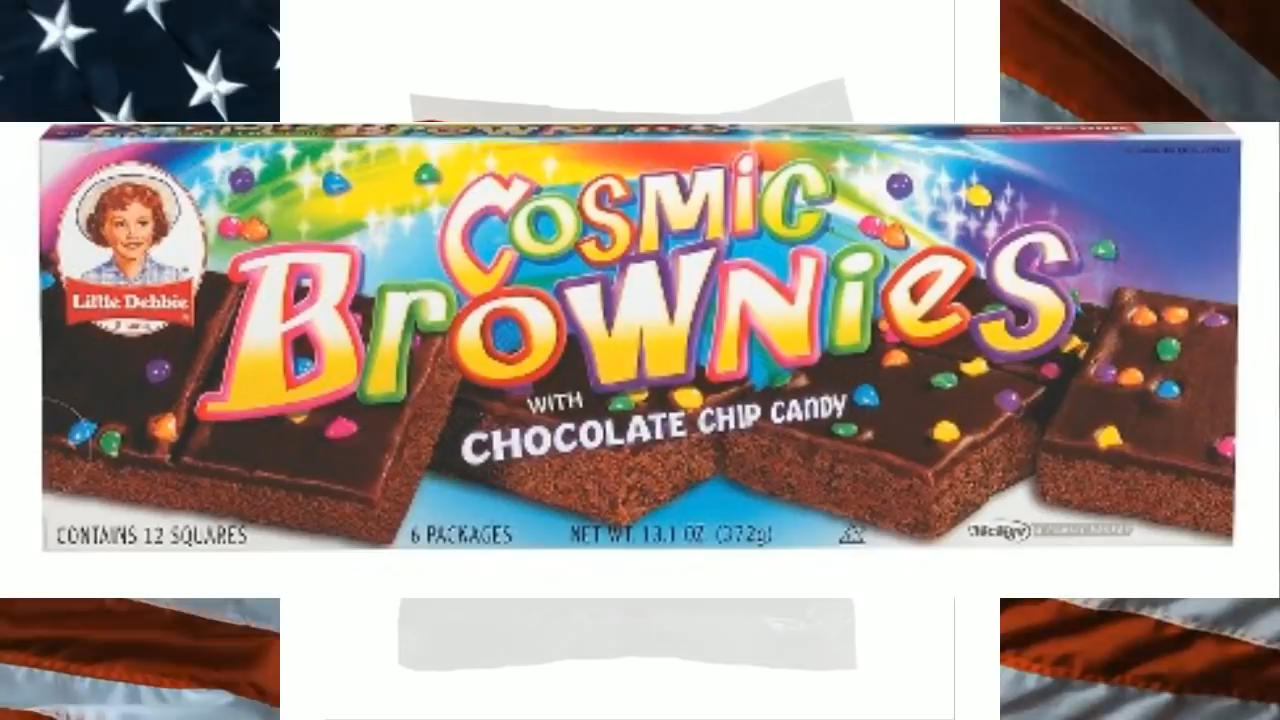 COSMIC
BROWNIES
Little Debbie
WITH
CHOCOLATE CHIP CANDY
CONTAINS 12 SQUARES
6 PACKAGES
NET WT. 13.1 OZ. (372g)